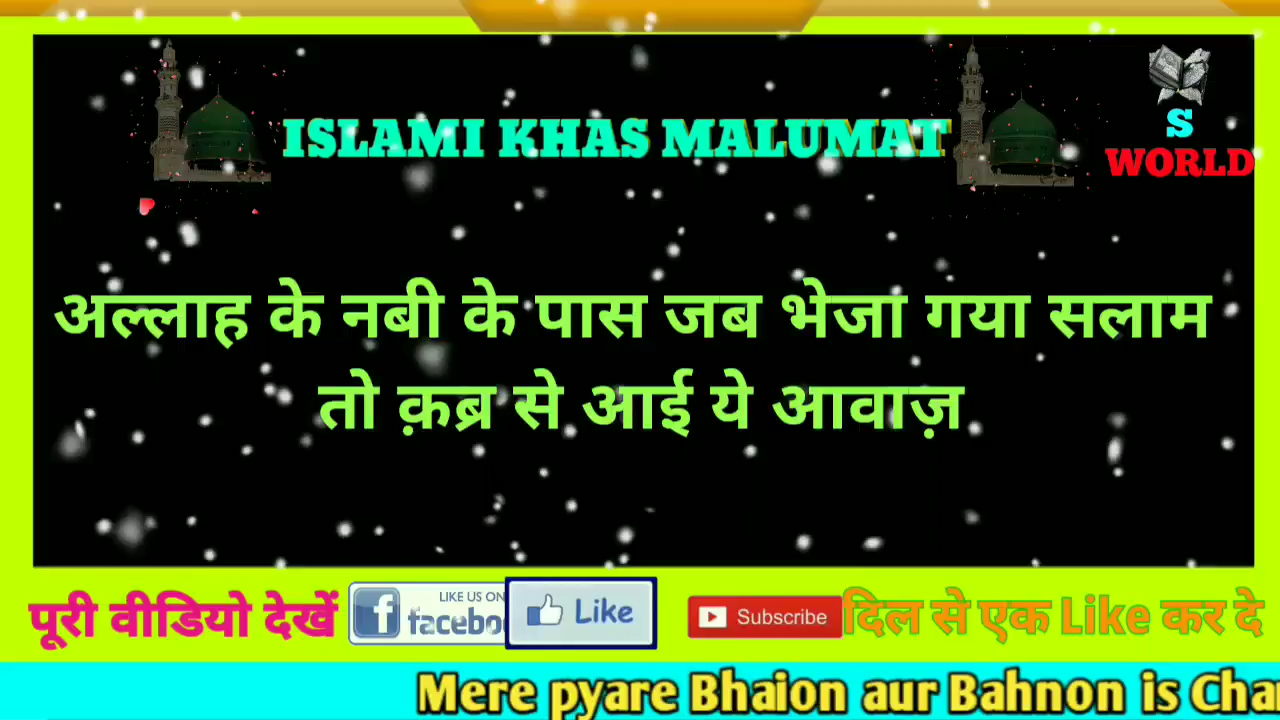 ISLAMI KHAS MALUMAT
S
WORLD
अल्लाह के नबी के पास जब भेजा गया सलाम
तो क़ब्र से आई ये आवाज़
पूरी वीडियो देखें
LIKE US ON
facebo
Like
Subscribe
दिल से एक Like कर दे
Mere pyare Bhaion aur Bahnon is Cha